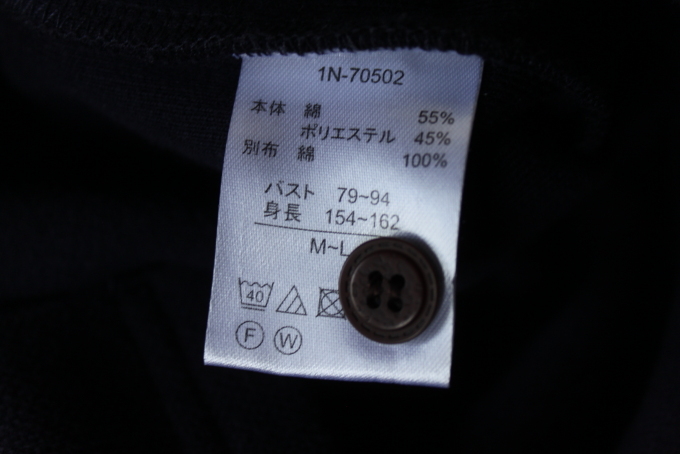 1N-70502
本体 綿 55%
ポリエステル 45%
別布 綿 100%
バスト 79~94
身長 154~162
M~L
40
F W